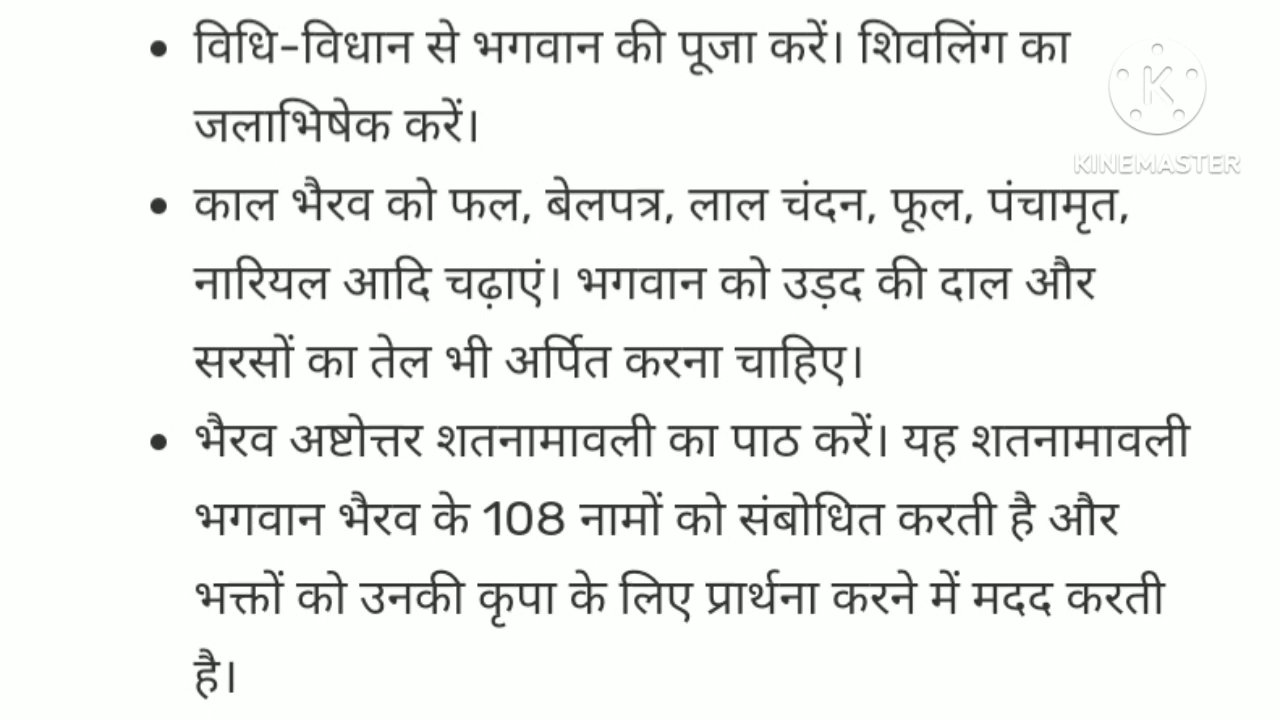 • विधि-विधान से भगवान की पूजा करें। शिवलिंग का
जलाभिषेक करें।
• काल भैरव को फल, बेलपत्र, लाल चंदन, फूल, पंचामृत,
नारियल आदि चढ़ाएं। भगवान को उड़द की दाल और
सरसों का तेल भी अर्पित करना चाहिए।
• भैरव अष्टोत्तर शतनामावली का पाठ करें। यह शतनामावली
भगवान भैरव के 108 नामों को संबोधित करती है और
भक्तों को उनकी कृपा के लिए प्रार्थना करने में मदद करती
है।
K
KINEMASTER